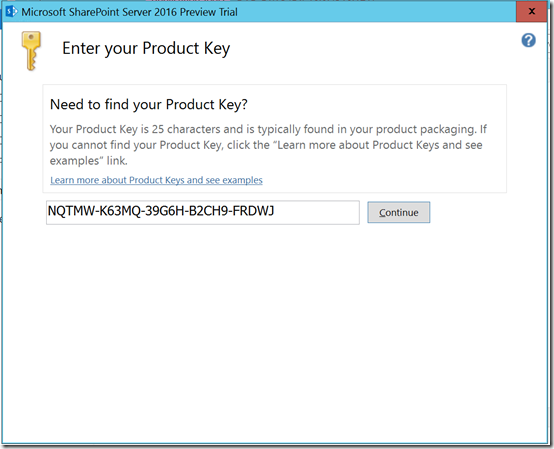 Microsoft SharePoint Server 2016 Preview Trial
x
Enter your Product Key
?
Need to find your Product Key?
Your Product Key is 25 characters and is typically found in your product packaging. If
you cannot find your Product Key, click the “Learn more about Product Keys and see
examples” link.
Learn more about Product Keys and see examples
NQTMW-K63MQ-39G6H-B2CH9-FRDWJ
Continue